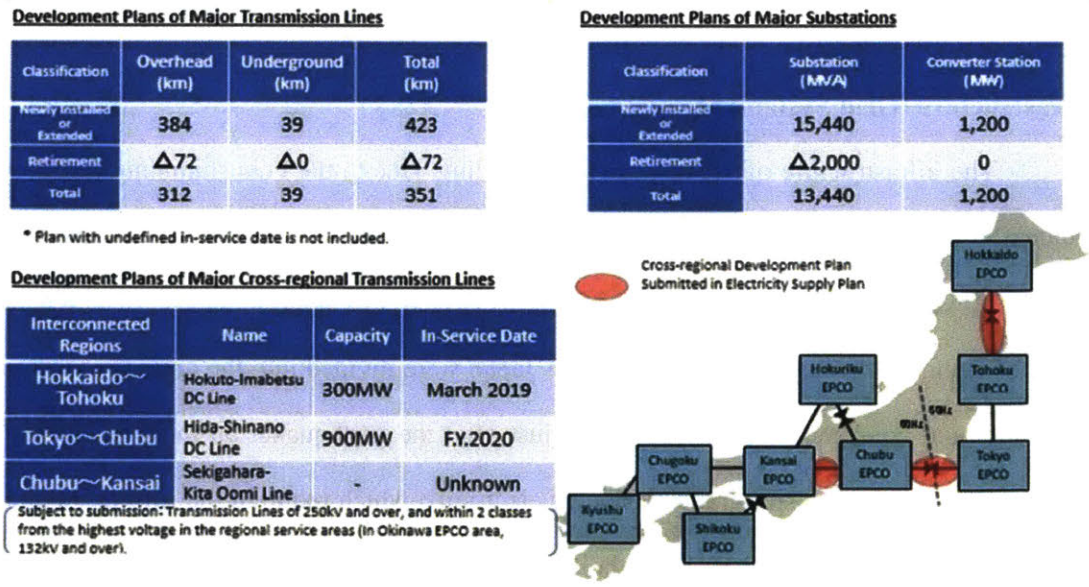 Development Plans of Major Transmission Lines
Classification
Overhead (km)
Underground (km)
Total (km)
Newly Installed or Extended
384
39
423
Retirement
Δ72
Δ0
Δ72
Total
312
39
351
* Plan with undefined in-service date is not included.
Development Plans of Major Substations
Classification
Substation (MVA)
Converter Station (MW)
Newly Installed or Extended
15,440
1,200
Retirement
Δ2,000
0
Total
13,440
1,200
Development Plans of Major Cross-regional Transmission Lines
Interconnected Regions
Name
Capacity
In-Service Date
Hokkaido～Tohoku
Hokuto-Imabetsu DC Line
300MW
March 2019
Tokyo～Chubu
Hida-Shinano DC Line
900MW
F.Y.2020
Chubu～Kansai
Sekigahara-Kita Oomi Line
-
Unknown
Subject to submission: Transmission Lines of 250kV and over, and within 2 classes
from the highest voltage in the regional service areas (In Okinawa EPCO area,
132kV and over).
Cross-regional Development Plan
Submitted in Electricity Supply Plan
Hokkaido EPCO
Hokuriku EPCO
Tohoku EPCO
Chugoku EPCO
Kansai EPCO
Chubu EPCO
Tokyo EPCO
Kyushu EPCO
Shikoku EPCO